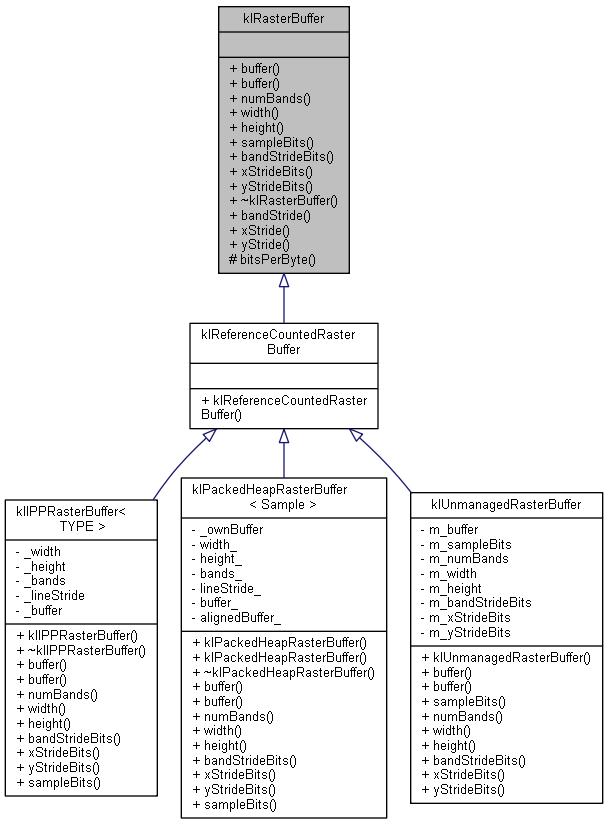 klRasterBuffer
+ buffer()
+ buffer()
+ numBands()
+ width()
+ height()
+ sampleBits()
+ bandStrideBits()
+ xStrideBits()
+ yStrideBits()
+ ~klRasterBuffer()
+ bandStride()
+ xStride()
+ yStride()
# bitsPerByte()
klReferenceCountedRaster
Buffer
+ klReferenceCountedRaster
Buffer()
klIPPRasterBuffer<
TYPE >
- _width
- _height
- _bands
- _lineStride
- _buffer
+ klIPPRasterBuffer()
+ ~klIPPRasterBuffer()
+ buffer()
+ buffer()
+ numBands()
+ width()
+ height()
+ bandStrideBits()
+ xStrideBits()
+ yStrideBits()
+ sampleBits()
klPackedHeapRasterBuffer
< Sample >
- _ownBuffer
- width_
- height_
- bands_
- lineStride_
- buffer_
- alignedBuffer_
+ klPackedHeapRasterBuffer()
+ klPackedHeapRasterBuffer()
+ ~klPackedHeapRasterBuffer()
+ buffer()
+ buffer()
+ numBands()
+ width()
+ height()
+ bandStrideBits()
+ xStrideBits()
+ yStrideBits()
+ sampleBits()
klUnmanagedRasterBuffer
- m_buffer
- m_sampleBits
- m_numBands
- m_width
- m_height
- m_bandStrideBits
- m_xStrideBits
- m_yStrideBits
+ klUnmanagedRasterBuffer()
+ buffer()
+ buffer()
+ sampleBits()
+ numBands()
+ width()
+ height()
+ bandStrideBits()
+ xStrideBits()
+ yStrideBits()